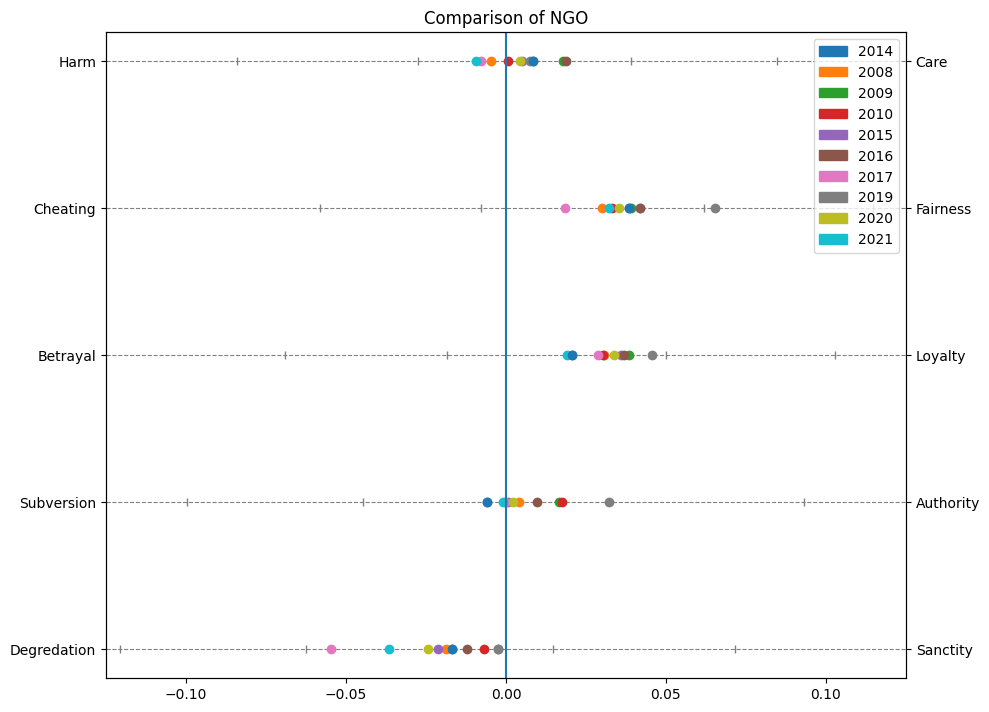 Comparison of NGO
Harm
Care
2014
2008
2009
2010
2015
2016
2017
2019
2020
2021
Cheating
Fairness
Betrayal
Loyalty
Subversion
Authority
Degredation
Sanctity
−0.10
−0.05
0.00
0.05
0.10